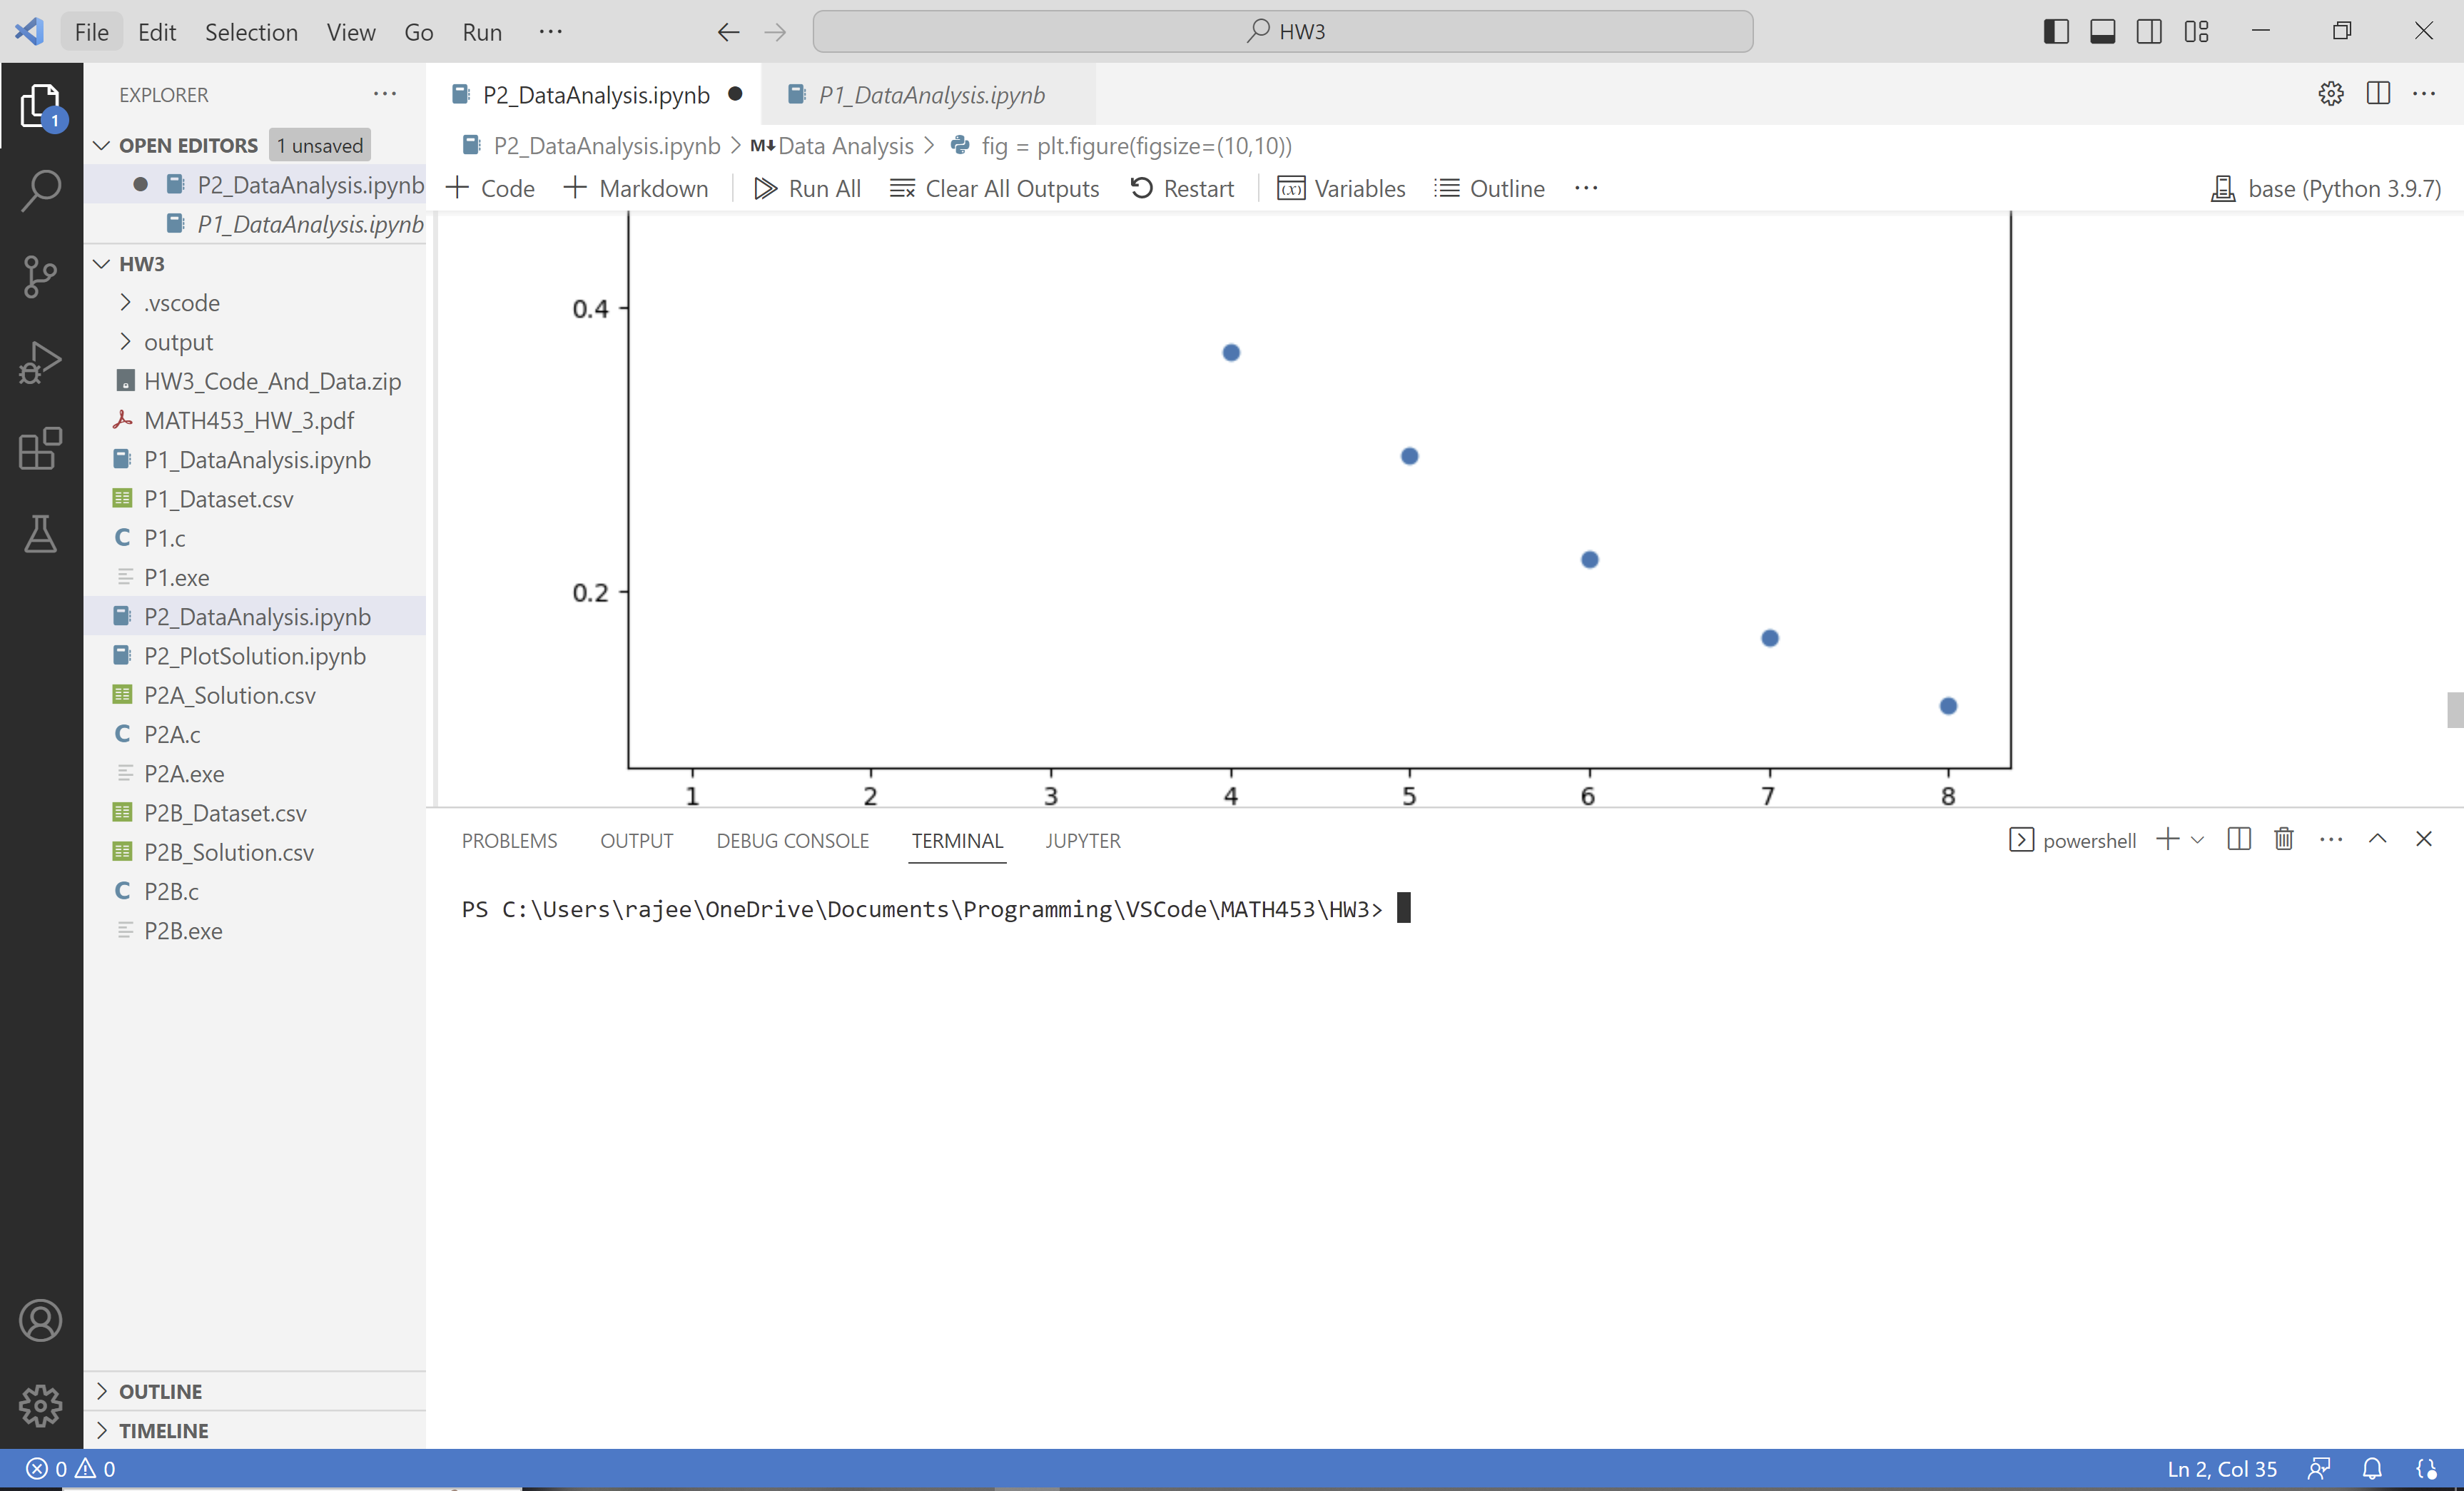 File Edit Selection View Go Run ··· HW3
EXPLORER ···
P2_DataAnalysis.ipynb
P1_DataAnalysis.ipynb
OPEN EDITORS 1 unsaved
P2_DataAnalysis.ipynb > M↓ Data Analysis > fig = plt.figure(figsize=(10,10))
P2_DataAnalysis.ipynb
P1_DataAnalysis.ipynb
+ Code + Markdown Run All Clear All Outputs Restart Variables Outline ··· base (Python 3.9.7)
HW3
.vscode
output
HW3_Code_And_Data.zip
MATH453_HW_3.pdf
P1_DataAnalysis.ipynb
P1_Dataset.csv
P1.c
P1.exe
P2_DataAnalysis.ipynb
P2_PlotSolution.ipynb
P2A_Solution.csv
P2A.c
P2A.exe
P2B_Dataset.csv
P2B_Solution.csv
P2B.c
P2B.exe
OUTLINE
TIMELINE
0.4
0.2
1 2 3 4 5 6 7 8
PROBLEMS OUTPUT DEBUG CONSOLE TERMINAL JUPYTER powershell
PS C:\Users\rajee\OneDrive\Documents\Programming\VSCode\MATH453\HW3>
0 0 Ln 2, Col 35
1